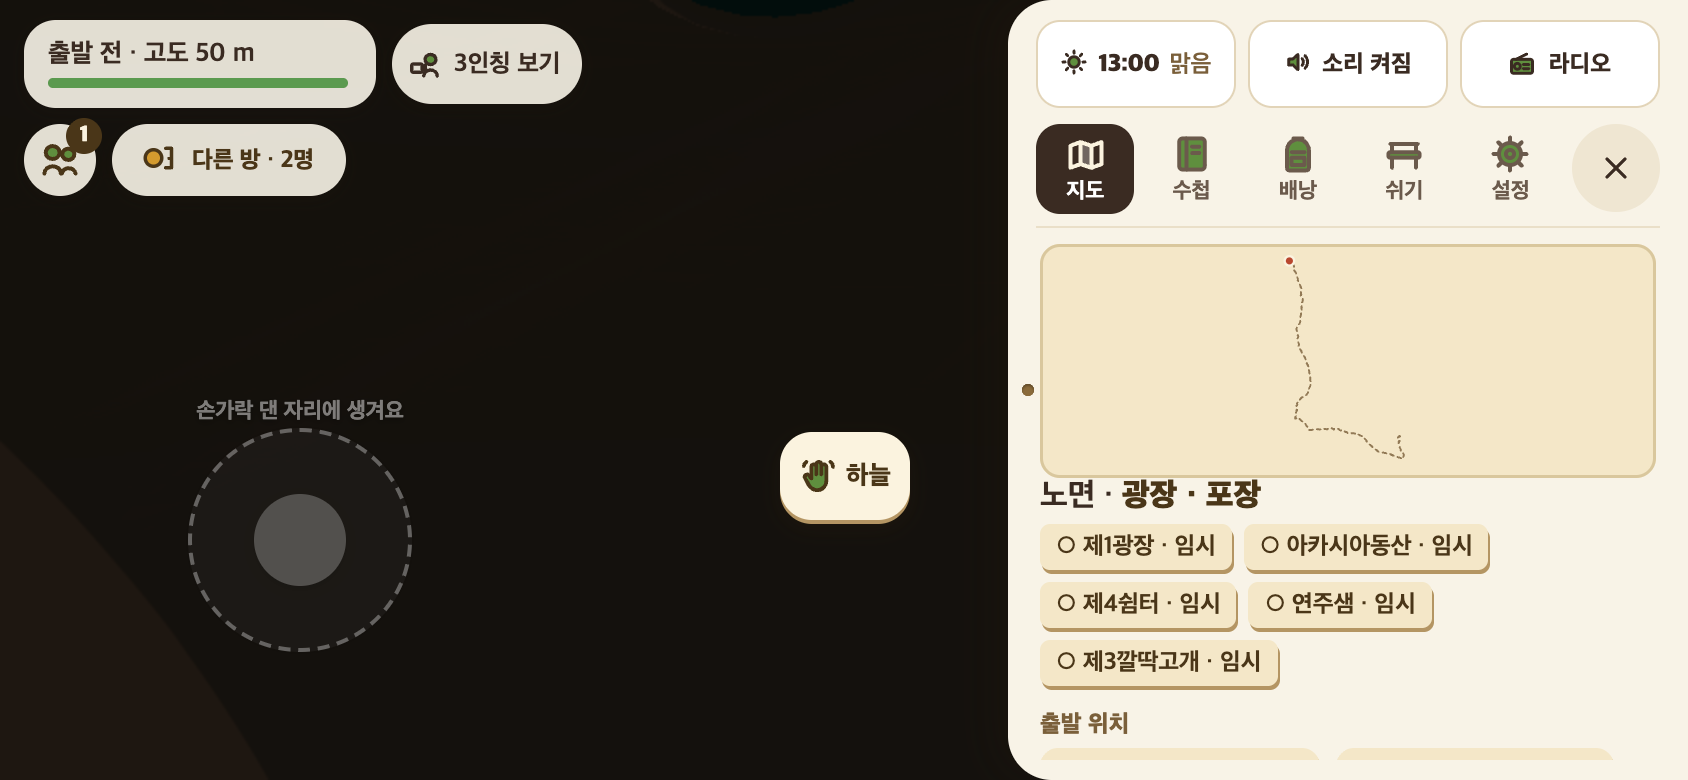 출발 전 · 고도 50 m
3인칭 보기
1
다른 방 · 2명
손가락 댄 자리에 생겨요
하늘
13:00 맑음
소리 켜짐
라디오
지도
수첩
배낭
쉬기
설정
노면 · 광장 · 포장
제1광장 · 임시
아카시아동산 · 임시
제4쉼터 · 임시
연주샘 · 임시
제3깔딱고개 · 임시
출발 위치